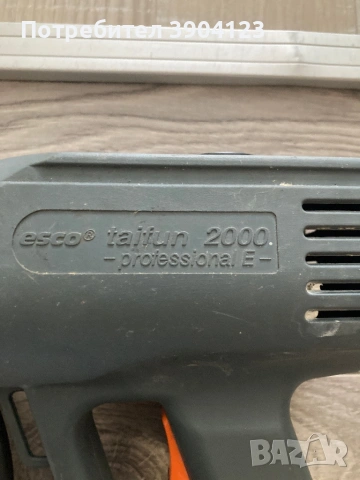 Потребител 3904123
esco® taifun 2000
- professional E -
BAZAR